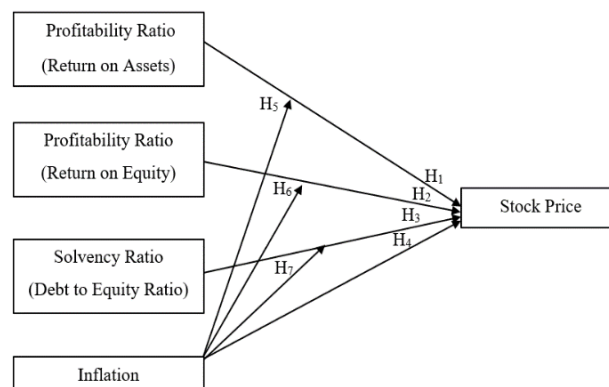 Profitability Ratio
(Return on Assets)
H5
Profitability Ratio
(Return on Equity)
H1
H6
H2
Stock Price
H3
H4
Solvency Ratio
(Debt to Equity Ratio)
H7
Inflation